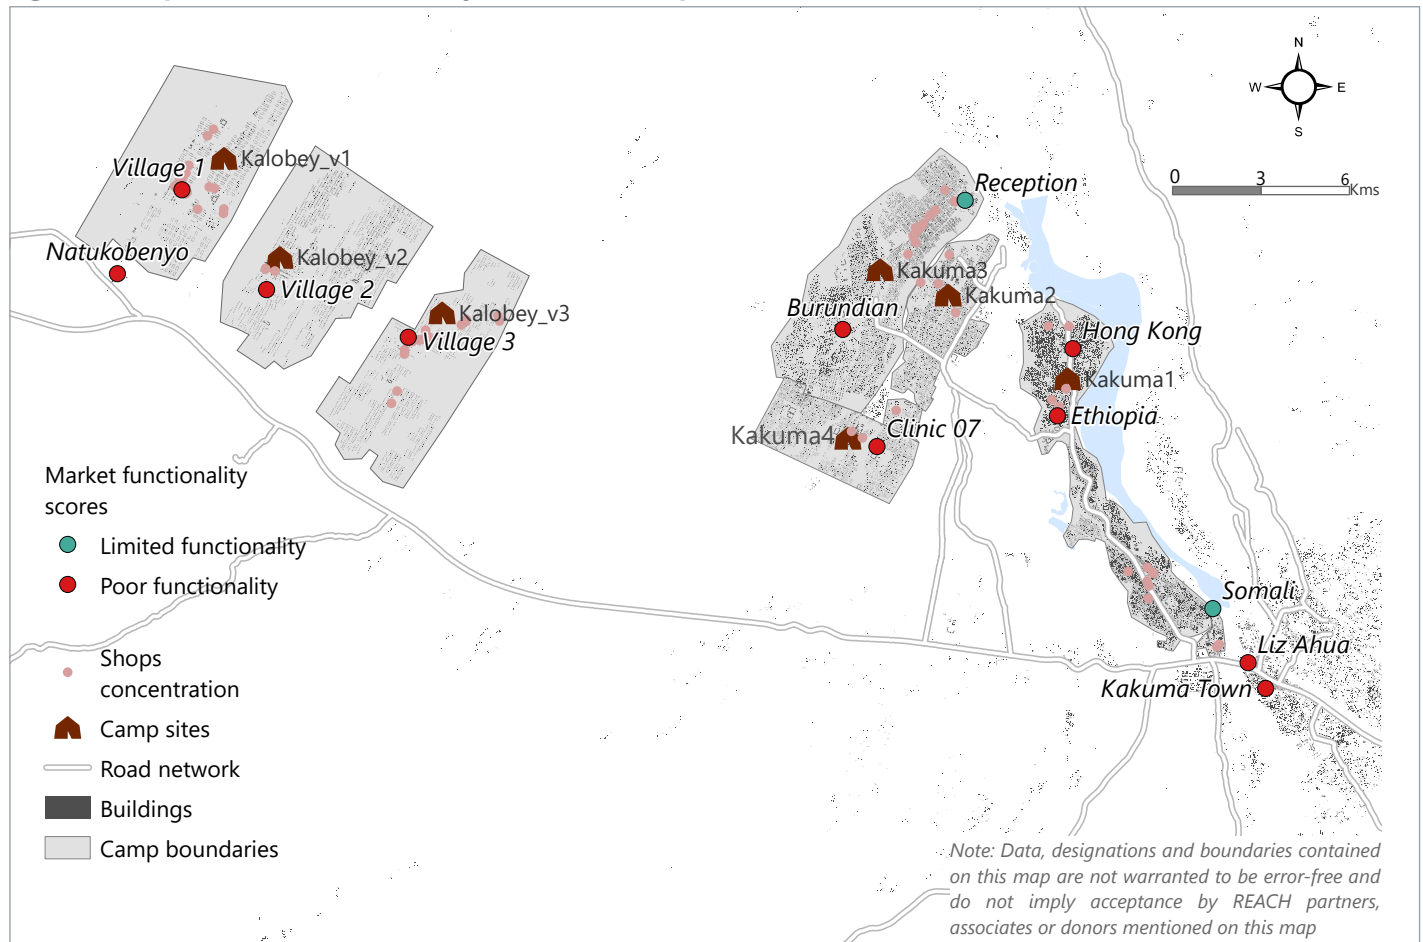 N
W
E
S
0
3
6
Kms
Village 1
Kalobey_v1
Reception
Natukobenyo
Kalobey_v2
Village 2
Kakuma3
Kakuma2
Burundian
Kalobey_v3
Village 3
Hong Kong
Kakuma1
Ethiopia
Kakuma4
Clinic 07
Somali
Liz Ahua
Kakuma Town
Market functionality
scores
Limited functionality
Poor functionality
Shops
concentration
Camp sites
Road network
Buildings
Camp boundaries
Note: Data, designations and boundaries contained
on this map are not warranted to be error-free and
do not imply acceptance by REACH partners,
associates or donors mentioned on this map